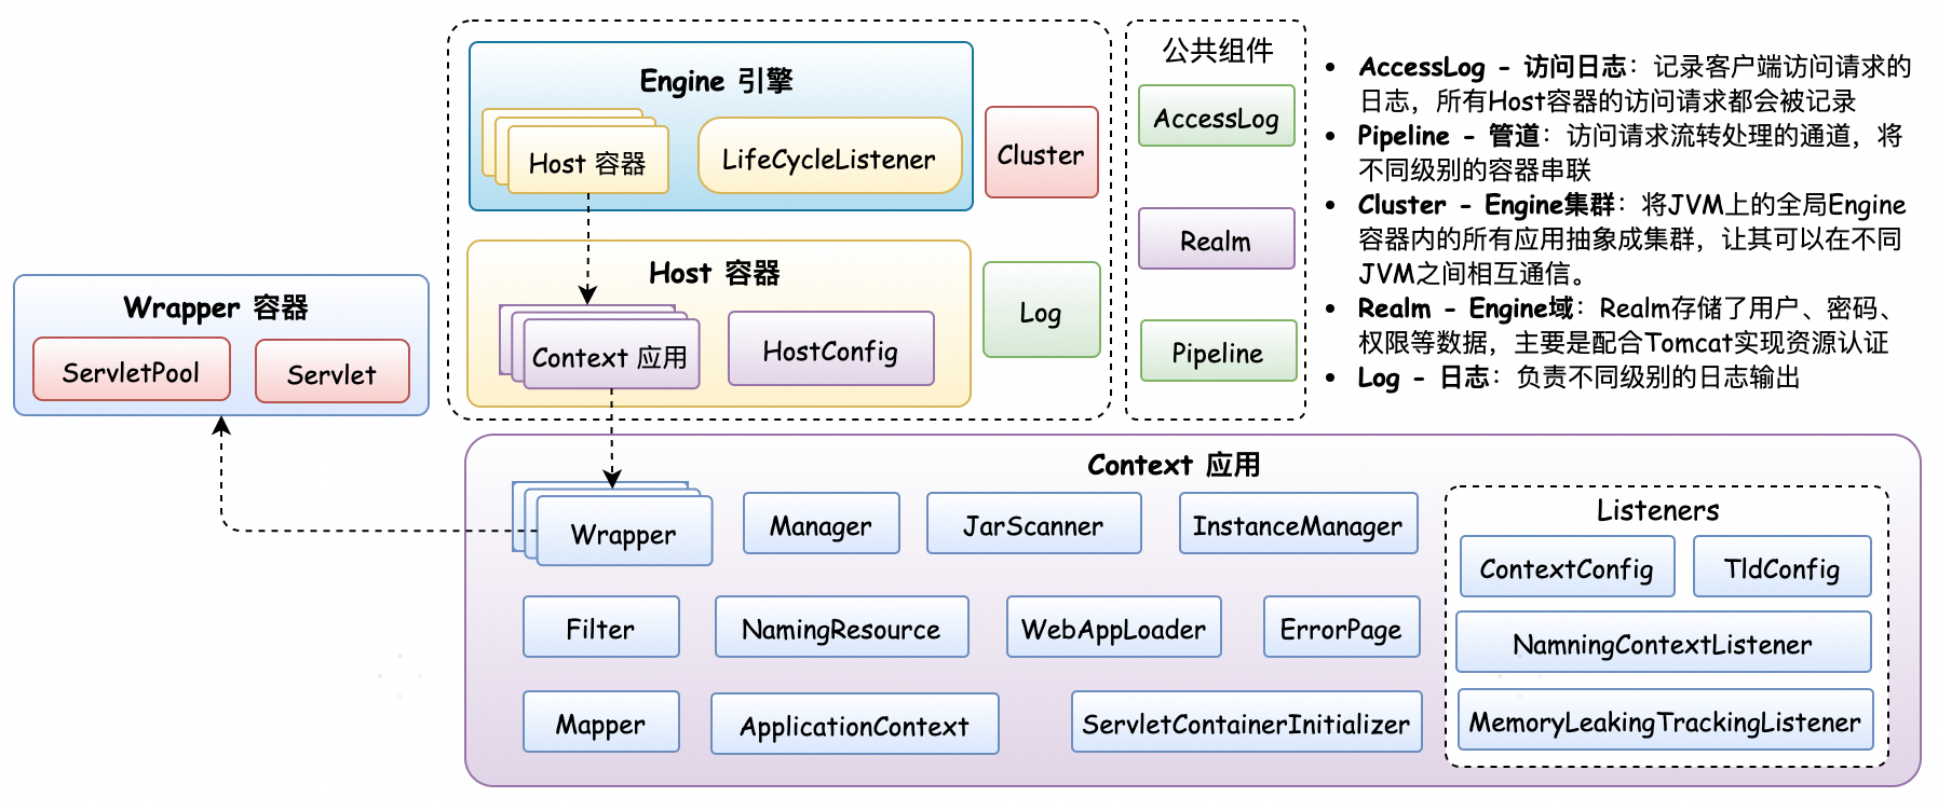 Engine 引擎
Host 容器
LifeCycleListener
Cluster
Host 容器
Context 应用
HostConfig
Log
公共组件
AccessLog
Realm
Pipeline
• AccessLog - 访问日志：记录客户端访问请求的
日志，所有Host容器的访问请求都会被记录
• Pipeline - 管道：访问请求流转处理的通道，将
不同级别的容器串联
• Cluster - Engine集群：将JVM上的全局Engine
容器内的所有应用抽象成集群，让其可以在不同
JVM之间相互通信。
• Realm - Engine域：Realm存储了用户、密码、
权限等数据，主要是配合Tomcat实现资源认证
• Log - 日志：负责不同级别的日志输出
Wrapper 容器
ServletPool
Servlet
Context 应用
Wrapper
Manager
JarScanner
InstanceManager
Filter
NamingResource
WebAppLoader
ErrorPage
Mapper
ApplicationContext
ServletContainerInitializer
Listeners
ContextConfig
TldConfig
NamningContextListener
MemoryLeakingTrackingListener